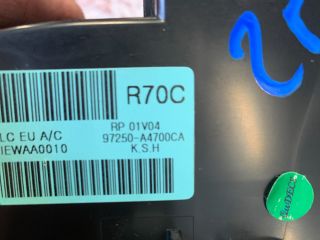 R70C
LC EU A/C
RP 01V04
IEWAA0010
97250-A4700CA
K.S.H